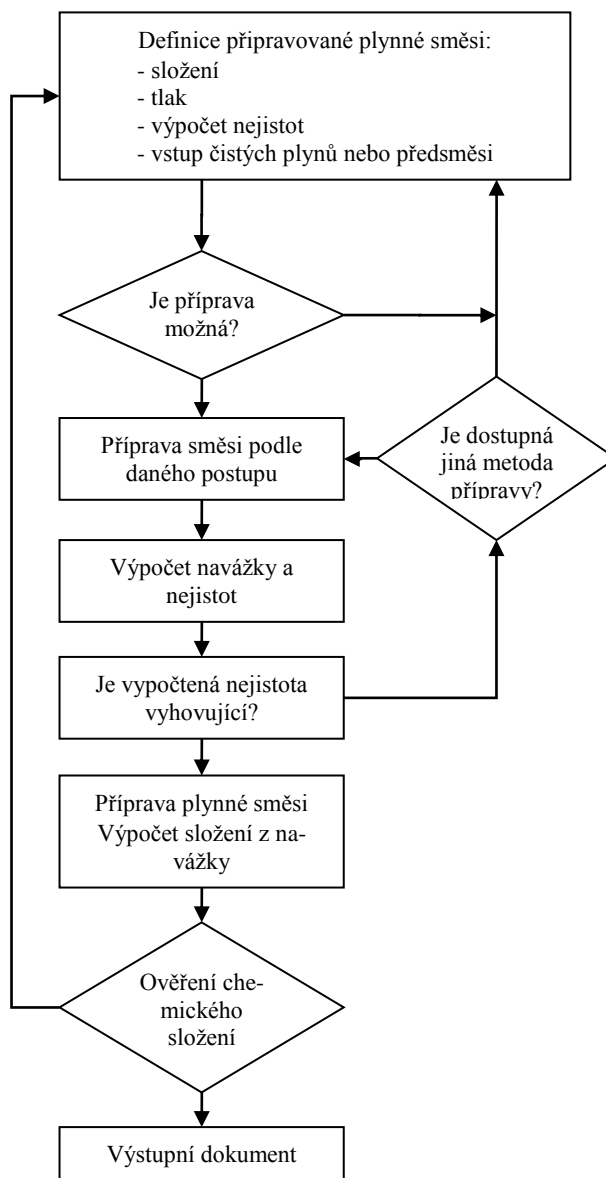 Definice připravované plynné směsi:
- složení
- tlak
- výpočet nejistot
- vstup čistých plynů nebo předsměsi
Je příprava
možná?
Příprava směsi podle
daného postupu
Je dostupná
jiná metoda
přípravy?
Výpočet navážky a
nejistot
Je vypočtená nejistota
vyhovující?
Příprava plynné směsi
Výpočet složení z na-
vážky
Ověření che-
mického
složení
Výstupní dokument